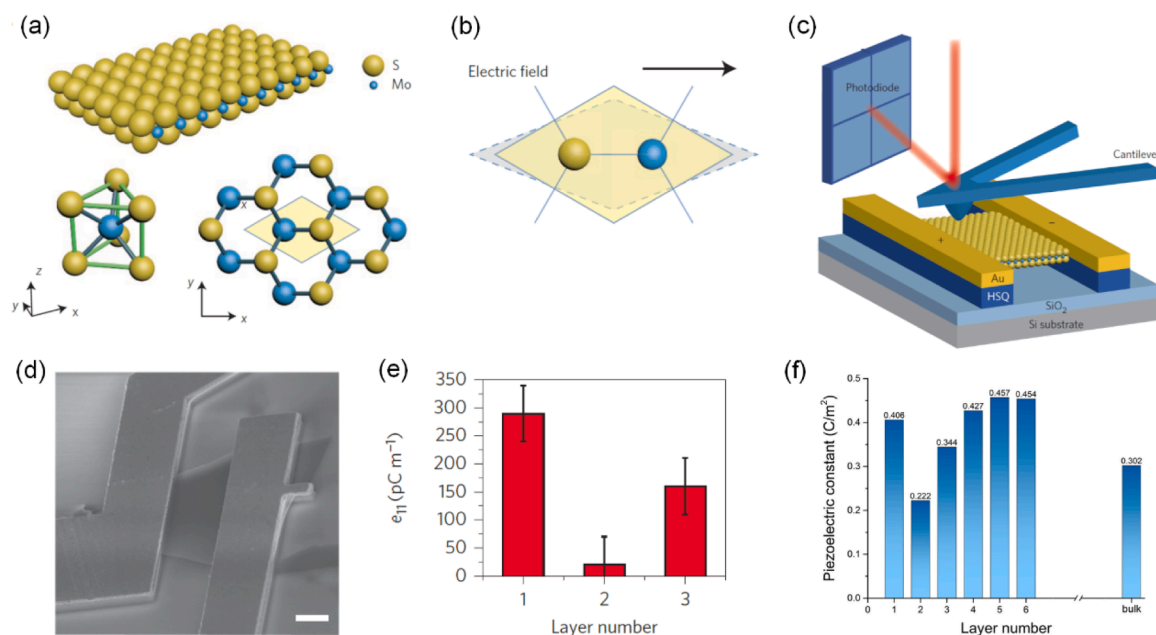 (a)
S
Mo
z
y
x
x
y
x
(b)
Electric field
(c)
Photodiode
Cantilever
+
−
Au
HSQ
SiO2
Si substrate
(d)
(e)
350
300
250
200
150
100
50
0
e11 (pC m−1)
1 2 3
Layer number
(f)
Piezoelectric constant (C/m2)
0.5
0.4
0.3
0.4
0.1
0.0
0.406
0.222
0.344
0.427
0.457
0.454
0.302
0 1 2 3 4 5 6 bulk
Layer number